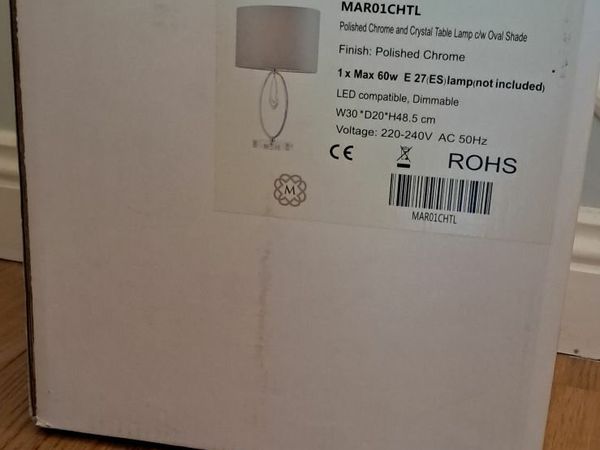 MAR01CHTL
Polished Chrome and Crystal Table Lamp c/w Oval Shade
Finish: Polished Chrome
1 x Max 60w E 27(ES)lamp(not included)
LED compatible, Dimmable
W30*D20*H48.5 cm
Voltage: 220-240V AC 50Hz
CE
ROHS
M
MAR01CHTL